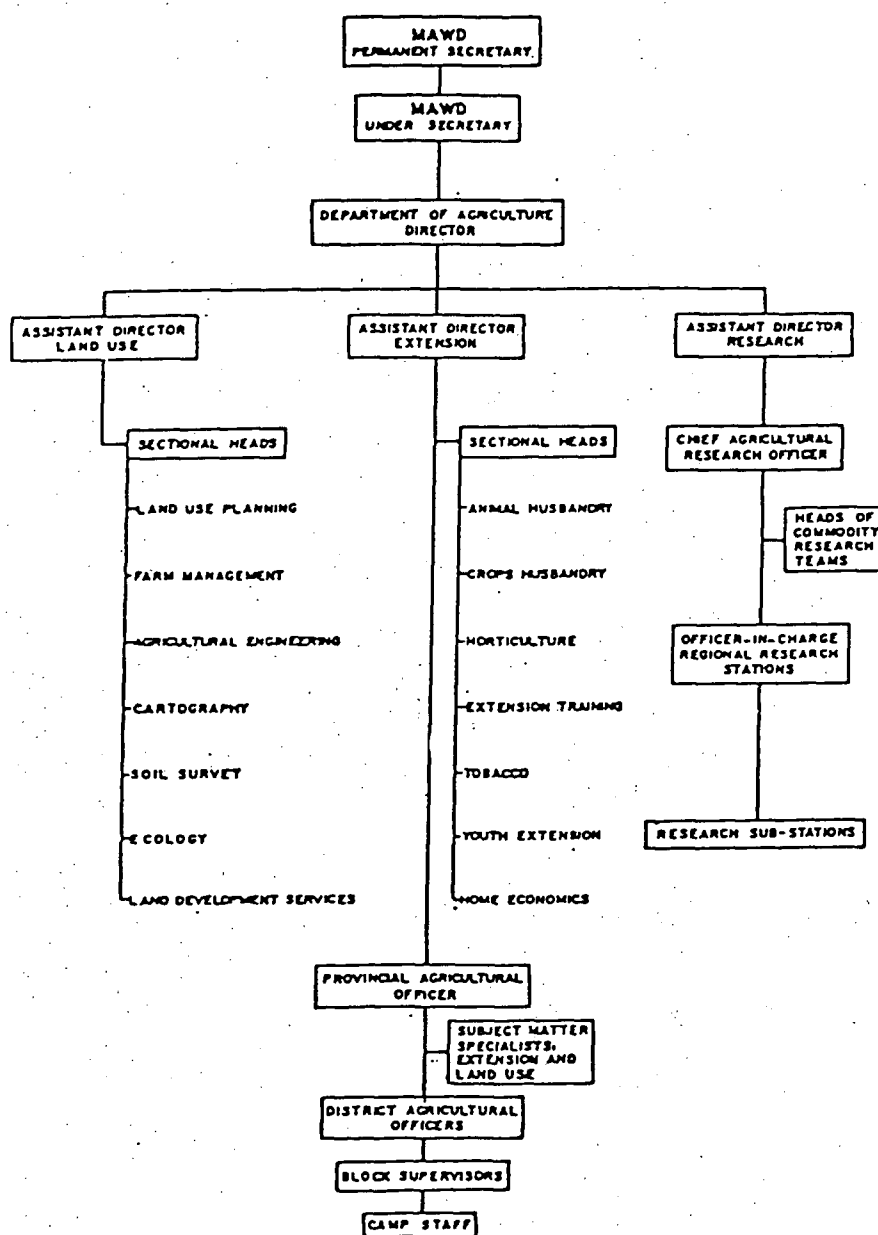 MAWD
PERMANENT SECRETARY
MAWD
UNDER SECRETARY
DEPARTMENT OF AGRICULTURE
DIRECTOR
ASSISTANT DIRECTOR
LAND USE
SECTIONAL HEADS
LAND USE PLANNING
FARM MANAGEMENT
AGRICULTURAL ENGINEERING
CARTOGRAPHY
SOIL SURVET
ECOLOGY
LAND DEVELOPMENT SERVICES
ASSISTANT DIRECTOR
EXTENSION
SECTIONAL HEADS
ANIMAL HUSBANDRY
CROPS HUSBANDRY
HORTICULTURE
EXTENSION TRAINING
TOBACCO
YOUTH EXTENSION
HOME ECONOMICS
ASSISTANT DIRECTOR
RESEARCH
CHIEF AGRICULTURAL
RESEARCH OFFICER
HEADS OF
COMMODITY
RESEARCH
TEAMS
OFFICER-IN-CHARGE
REGIONAL RESEARCH
STATIONS
RESEARCH SUB-STATIONS
PROVINCIAL AGRICULTURAL
OFFICER
SUBJECT MATTER
SPECIALISTS,
EXTENSION AND
LAND USE
DISTRICT AGRICULTURAL
OFFICERS
BLOCK SUPERVISORS
CAMP STAFF